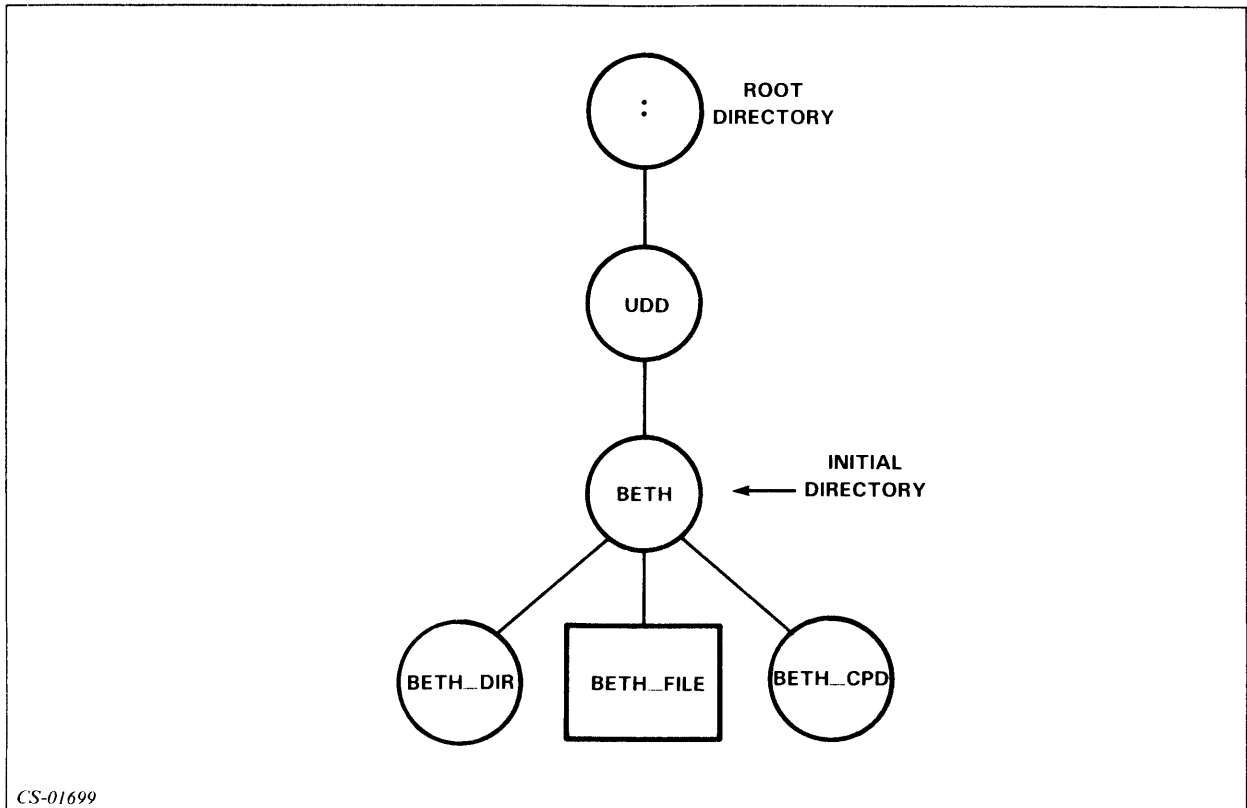 :
ROOT
DIRECTORY
UDD
BETH
INITIAL
DIRECTORY
BETH_DIR
BETH_FILE
BETH_CPD
CS-01699